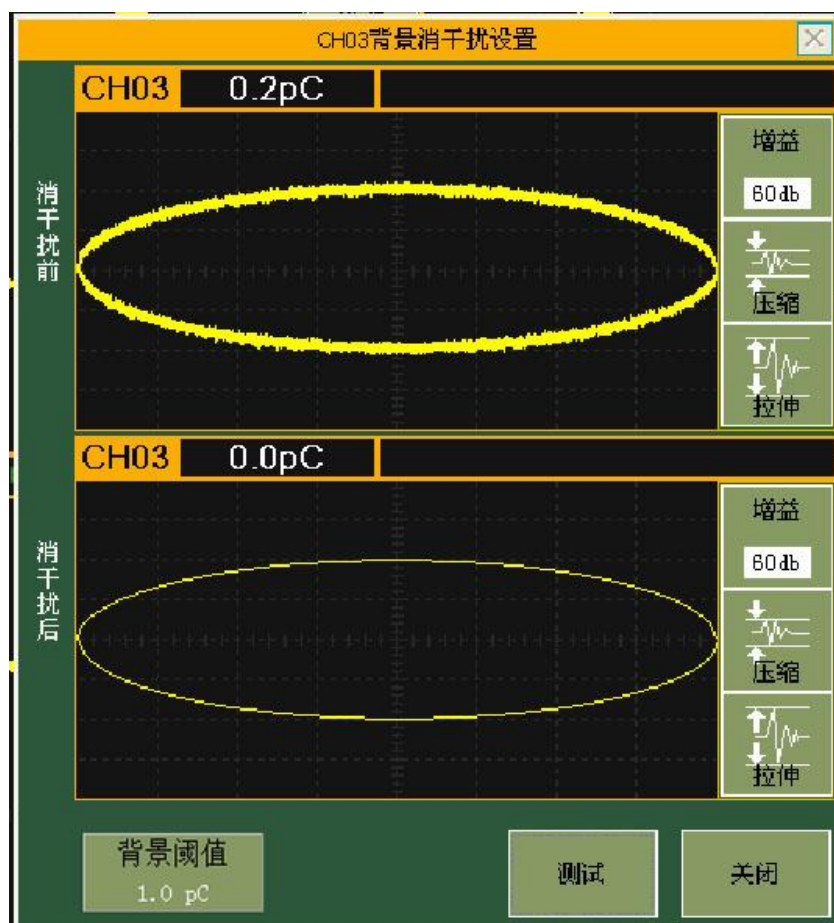 CH03背景消干扰设置
CH03 0.2pC
消干扰前
增益
60db
压缩
拉伸
CH03 0.0pC
消干扰后
增益
60db
压缩
拉伸
背景阈值
1.0 pC
测试
关闭